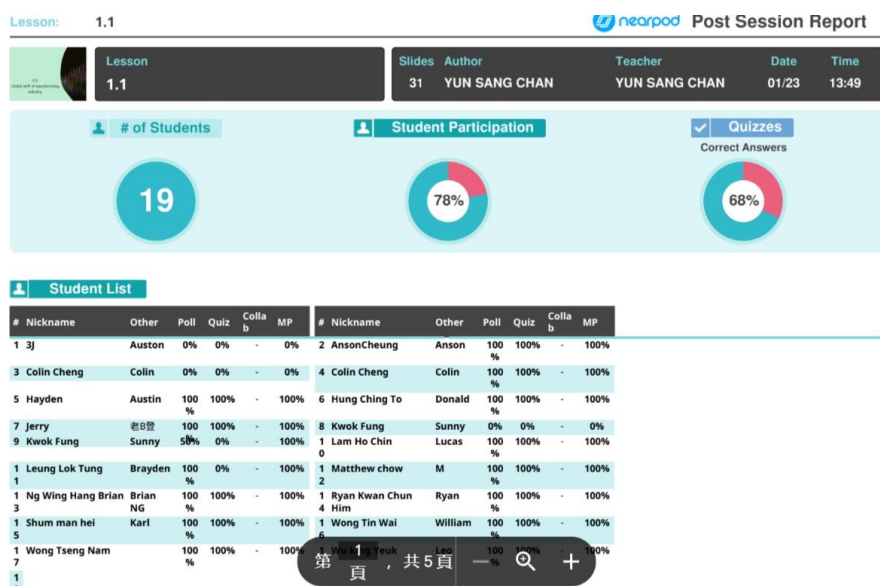 Lesson: 1.1
nearpod Post Session Report
Lesson Slides Author Teacher Date Time
1.1 31 YUN SANG CHAN YUN SANG CHAN 01/23 13:49
# of Students Student Participation Quizzes
Correct Answers
19 78% 68%
Student List
# Nickname Other Poll Quiz Collab MP # Nickname Other Poll Quiz Collab MP
1 3J Auston 0% 0% - 0% 2 AnsonCheung Anson 100% 100% - 100%
3 Colin Cheng Colin 0% 0% - 0% 4 Colin Cheng Colin 100% 100% - 100%
5 Hayden Austin 100% 100% - 100% 6 Hung Ching To Donald 100% 100% - 100%
7 Jerry 老B登 100% 100% - 100% 8 Kwok Fung Sunny 0% 0% - 0%
9 Kwok Fung Sunny 50% 0% - 100% 10 Lam Ho Chin Lucas 100% 100% - 100%
11 Leung Lok Tung Brayden 100% 0% - 100% 12 Matthew chow M 100% 100% - 100%
13 Ng Wing Hang Brian Brian NG 100% 100% - 100% 14 Ryan Kwan Chun Him Ryan 100% 100% - 100%
15 Shum man hei Karl 100% 100% - 100% 16 Wong Tin Wai William 100% 100% - 100%
17 Wong Tseng Nam 100% 100% - 100% Leo 100% 100% 100%
第 1 頁 , 共5頁